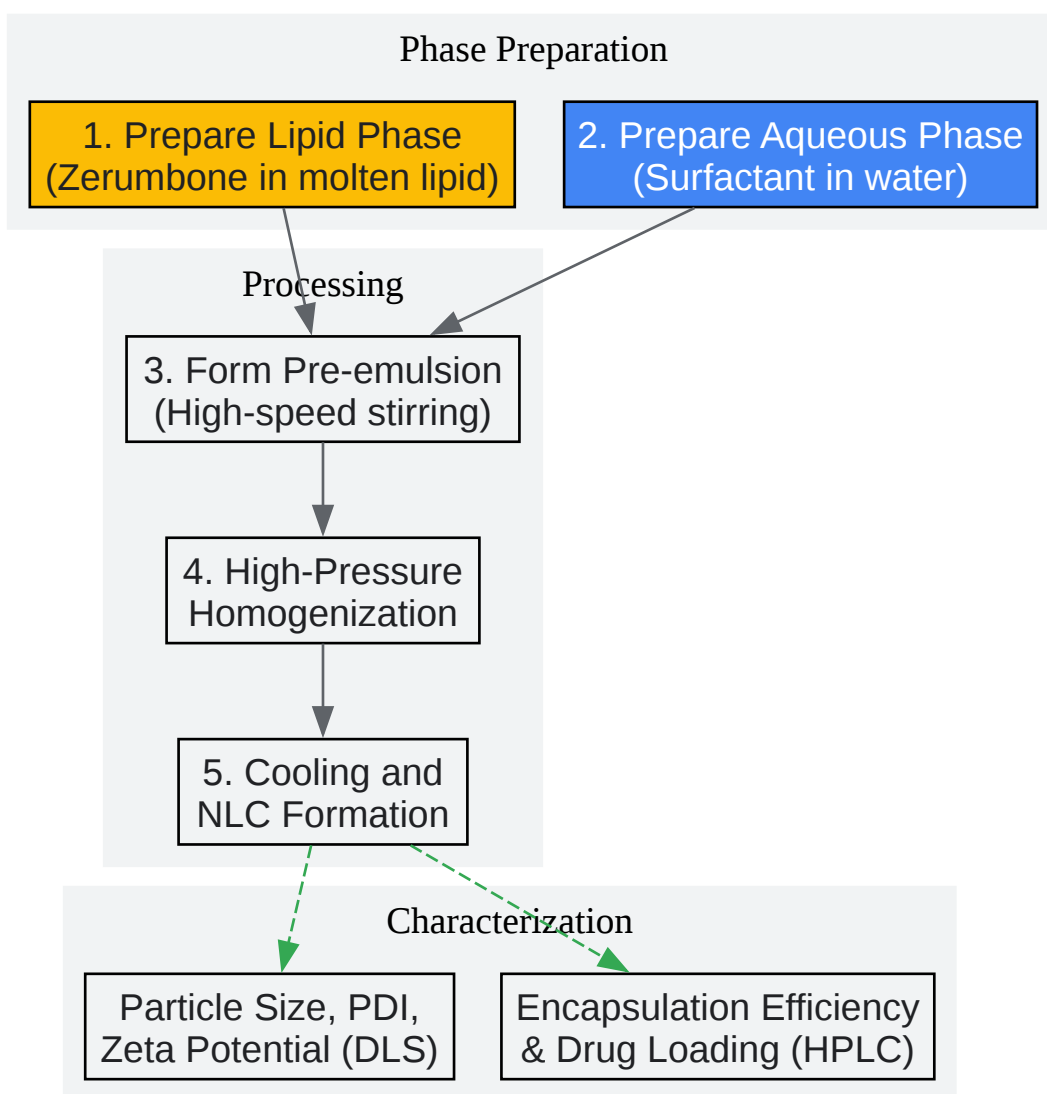 Phase Preparation
1. Prepare Lipid Phase
(Zerumbone in molten lipid)
2. Prepare Aqueous Phase
(Surfactant in water)
Processing
3. Form Pre-emulsion
(High-speed stirring)
4. High-Pressure
Homogenization
5. Cooling and
NLC Formation
Characterization
Particle Size, PDI,
Zeta Potential (DLS)
Encapsulation Efficiency
& Drug Loading (HPLC)